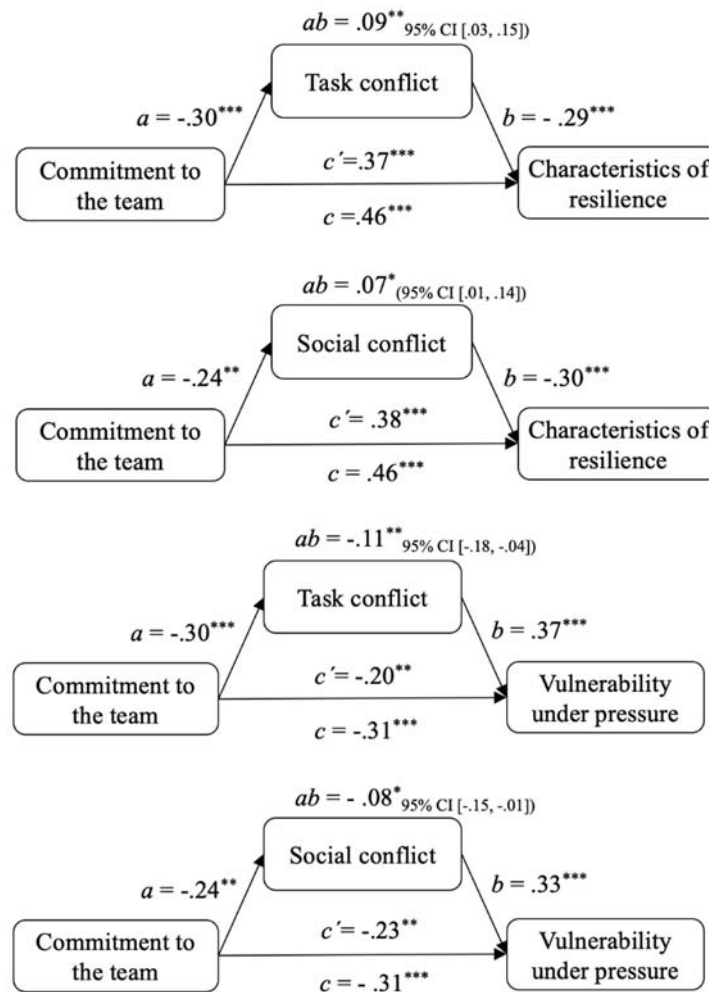 ab = .09** 95% CI [.03, .15])
Task conflict
a = -.30***
b = - .29***
Commitment to
the team
c´=.37***
Characteristics of
resilience
c =.46***
ab = .07* (95% CI [.01, .14])
Social conflict
a = -.24**
b = -.30***
Commitment to
the team
c´= .38***
Characteristics of
resilience
c = .46***
ab = -.11** 95% CI [-.18, -.04])
Task conflict
a = -.30***
b = .37***
Commitment to
the team
c´= -.20**
Vulnerability
under pressure
c = -.31***
ab = - .08* 95% CI [-.15, -.01])
Social conflict
a = -.24**
b = .33***
Commitment to
the team
c´= -.23**
Vulnerability
under pressure
c = - .31***